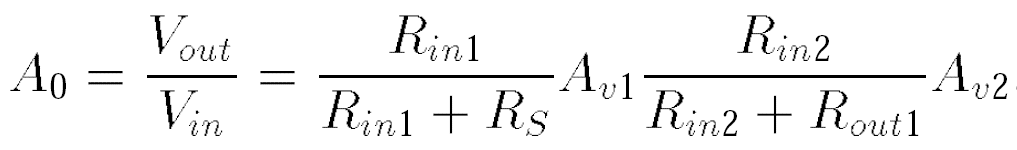 A_0 = \frac{V_{out}}{V_{in}} = \frac{R_{in1}}{R_{in1} + R_S} A_{v1} \frac{R_{in2}}{R_{in2} + R_{out1}} A_{v2}.